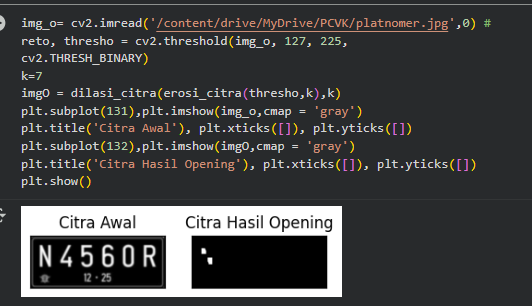 img_o= cv2.imread('/content/drive/MyDrive/PCVK/platnomer.jpg',0) #
reto, thresho = cv2.threshold(img_o, 127, 225,
cv2.THRESH_BINARY)
k=7
imgO = dilasi_citra(erosi_citra(thresho,k),k)
plt.subplot(131),plt.imshow(img_o,cmap = 'gray')
plt.title('Citra Awal'), plt.xticks([]), plt.yticks([])
plt.subplot(132),plt.imshow(imgO,cmap = 'gray')
plt.title('Citra Hasil Opening'), plt.xticks([]), plt.yticks([])
plt.show()
Citra Awal
Citra Hasil Opening
N4560R
12·25